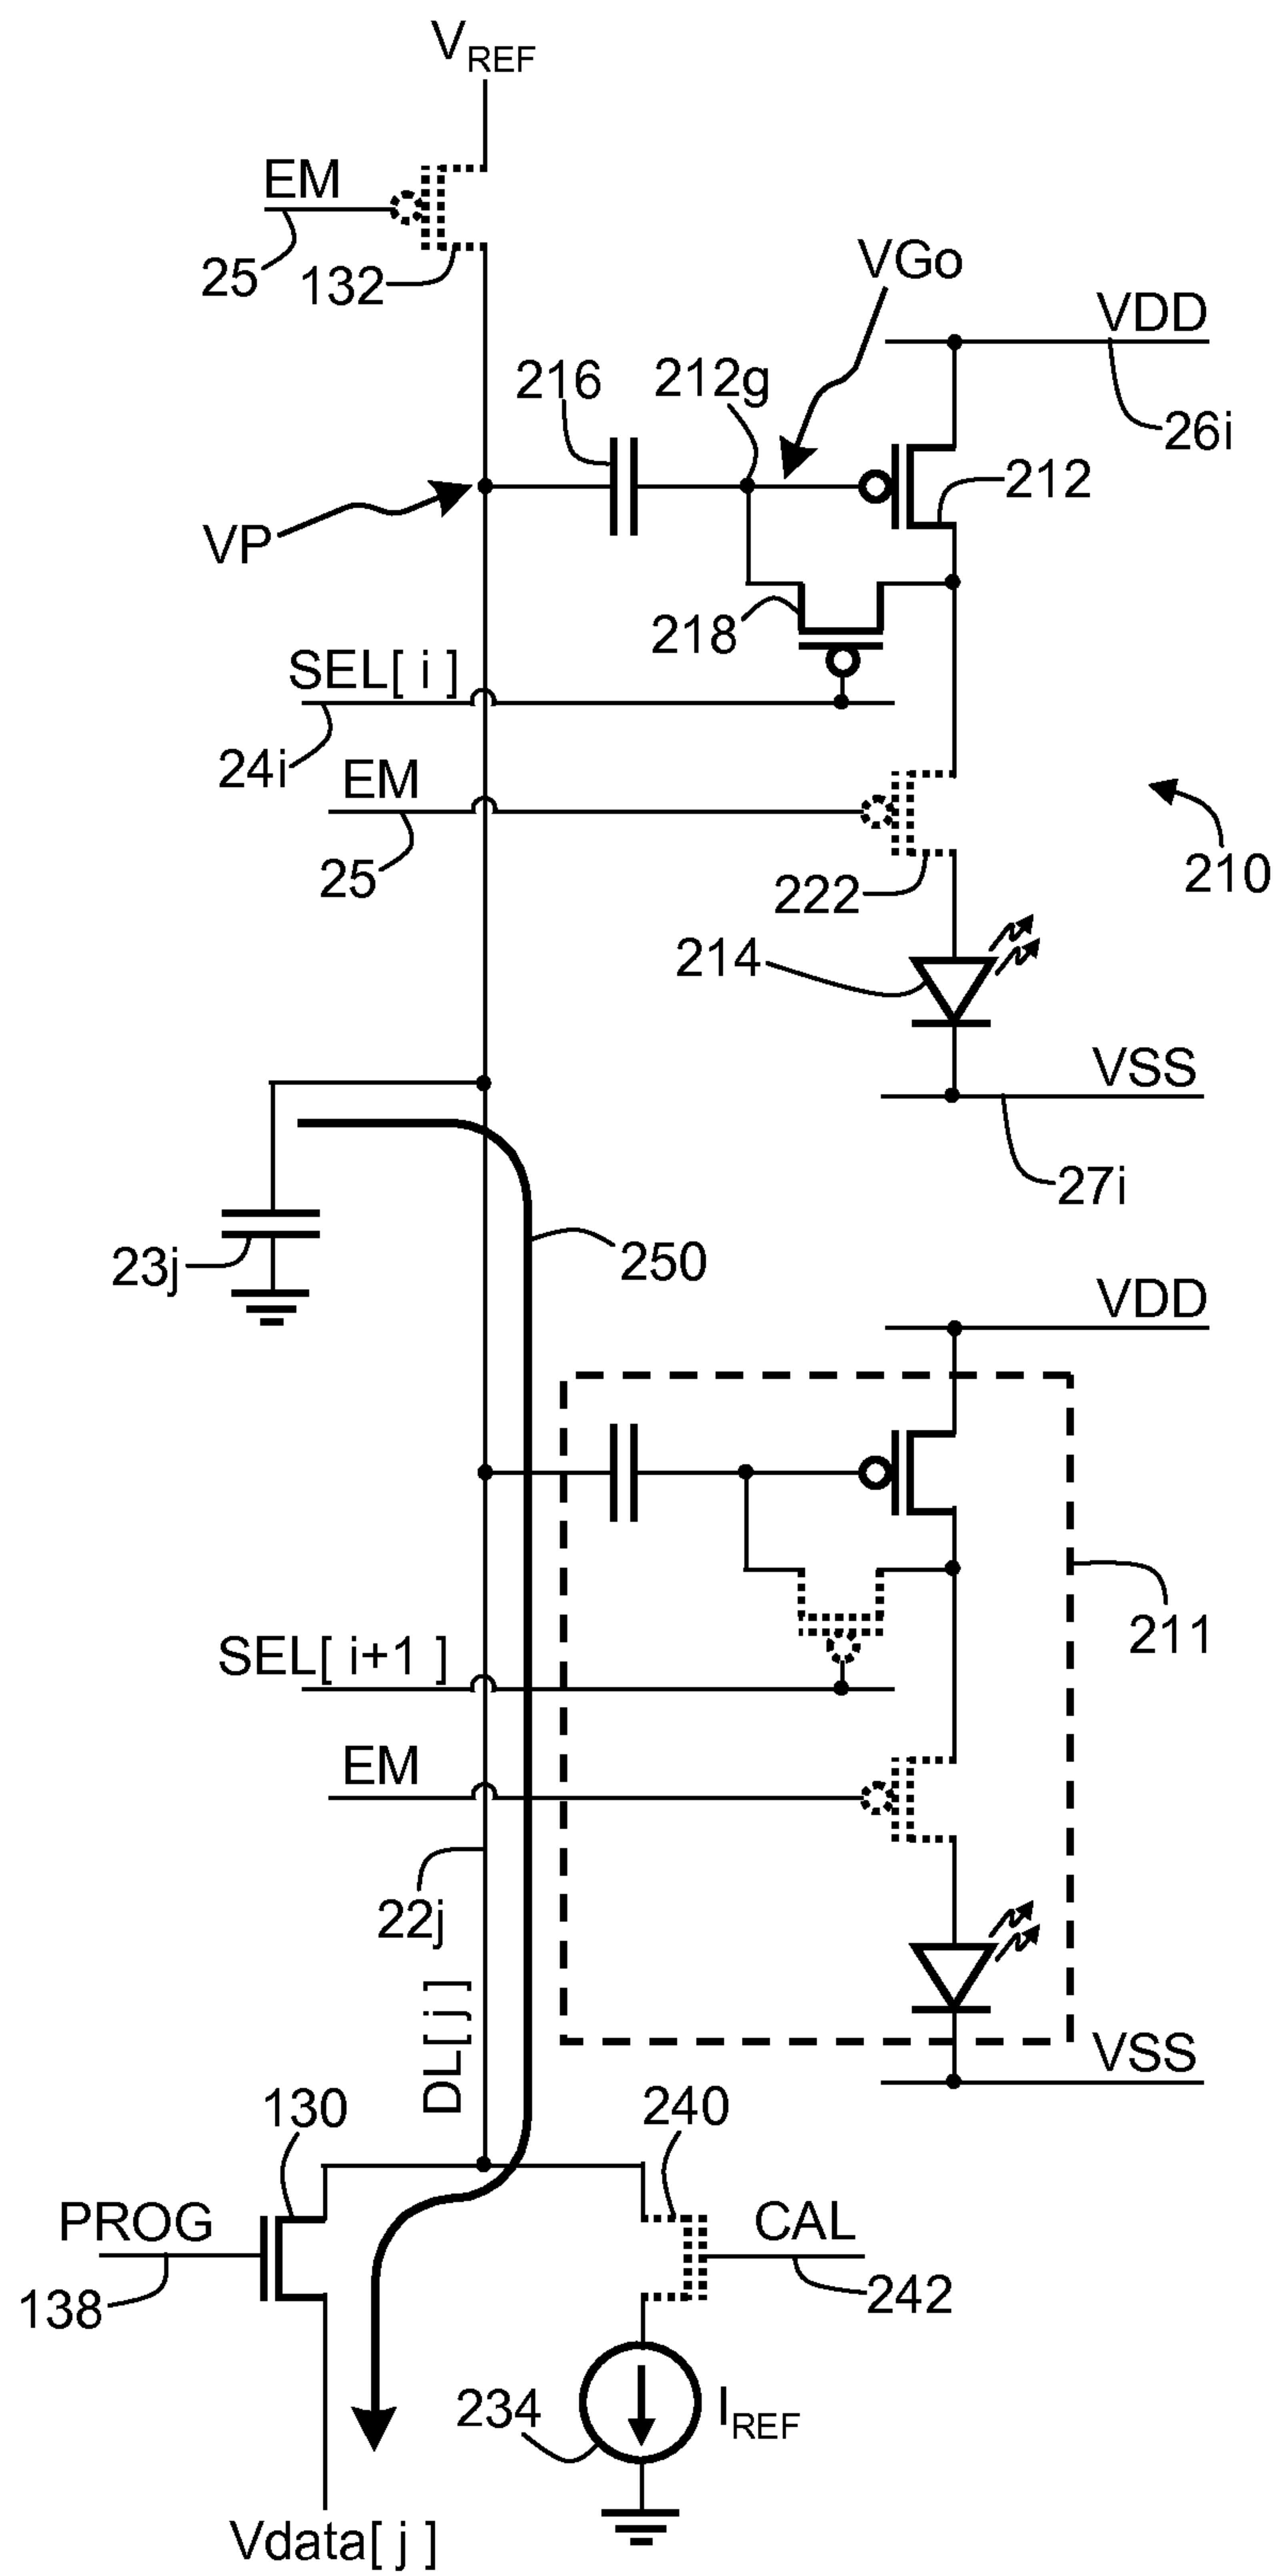 VREF
EM
25
132
VGo
VDD
216
212g
26i
212
VP
218
SEL[ i ]
24i
EM
25
222
210
214
VSS
27i
23j
250
VDD
211
SEL[ i+1 ]
EM
22j
DL[ j ]
VSS
130
240
PROG
CAL
138
242
234
IREF
Vdata[ j ]